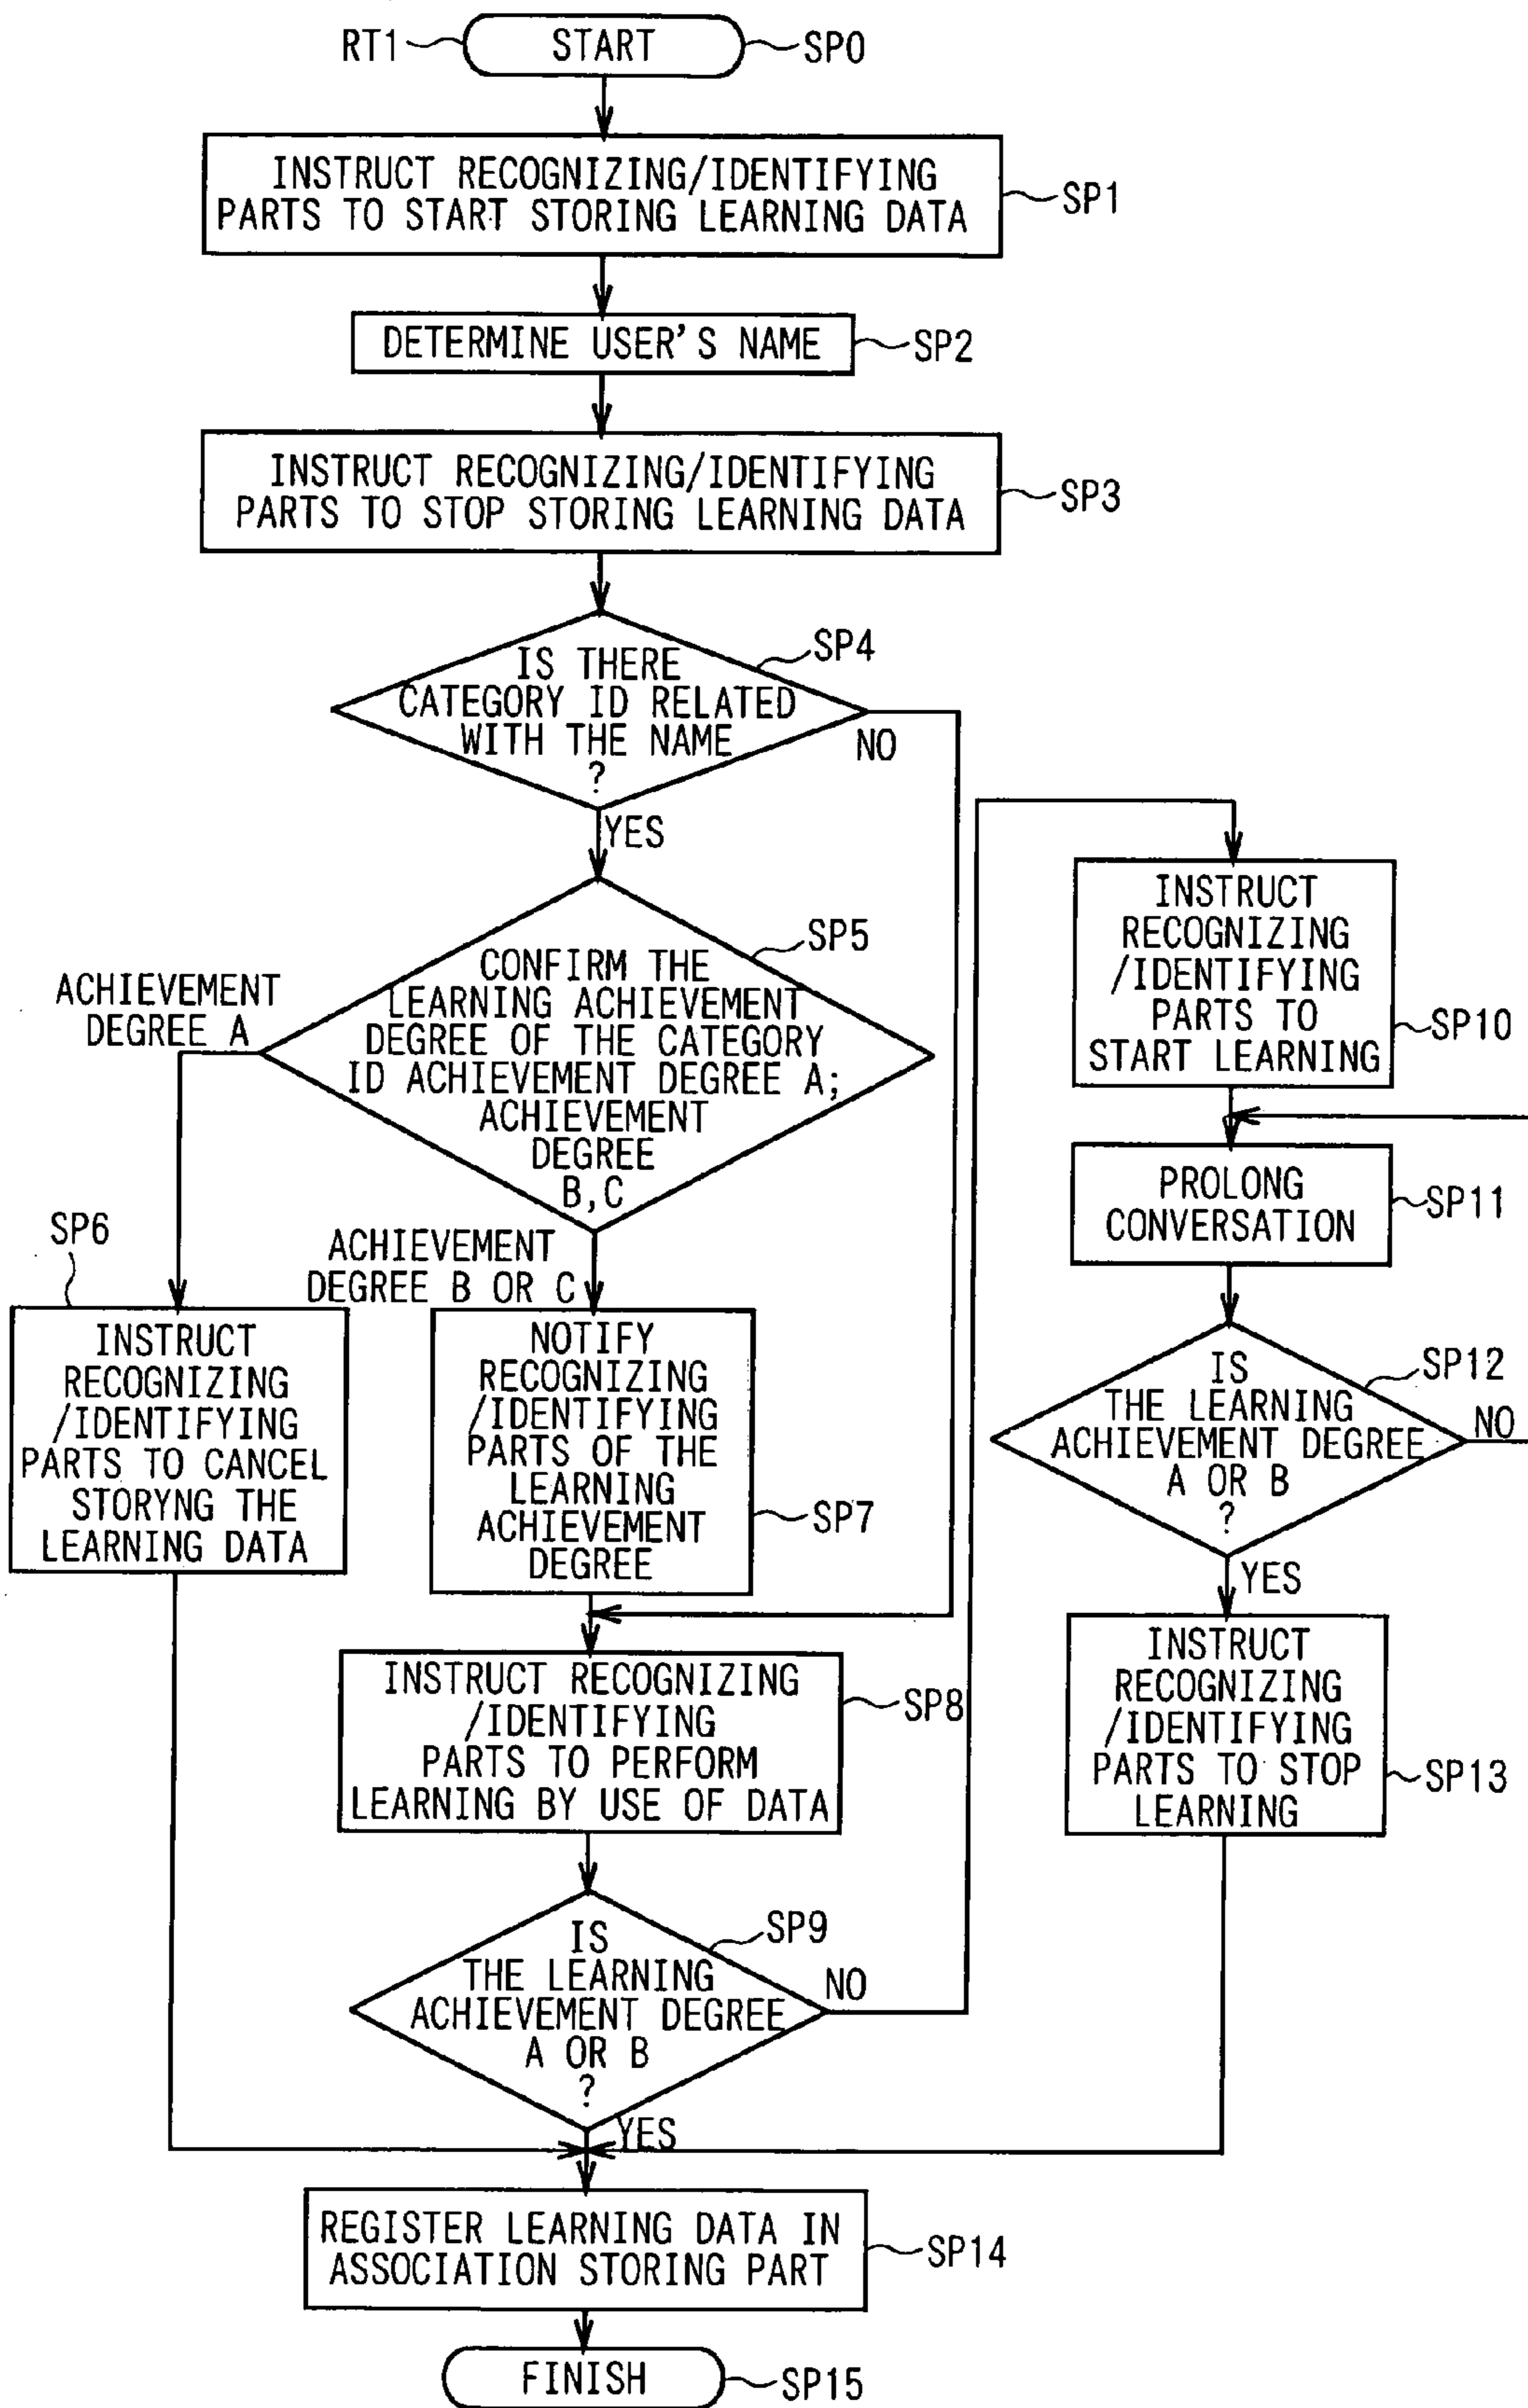 RT1
START
SP0
INSTRUCT RECOGNIZING/IDENTIFYING
PARTS TO START STORING LEARNING DATA
SP1
DETERMINE USER'S NAME
SP2
INSTRUCT RECOGNIZING/IDENTIFYING
PARTS TO STOP STORING LEARNING DATA
SP3
IS THERE
CATEGORY ID RELATED
WITH THE NAME
?
SP4
NO
YES
CONFIRM THE
LEARNING ACHIEVEMENT
DEGREE OF THE CATEGORY
ID ACHIEVEMENT DEGREE A;
ACHIEVEMENT
DEGREE
B,C
SP5
ACHIEVEMENT
DEGREE A
ACHIEVEMENT
DEGREE B OR C
SP6
INSTRUCT
RECOGNIZING
/IDENTIFYING
PARTS TO CANCEL
STORYNG THE
LEARNING DATA
NOTIFY
RECOGNIZING
/IDENTIFYING
PARTS OF THE
LEARNING
ACHIEVEMENT
DEGREE
SP7
INSTRUCT RECOGNIZING
/IDENTIFYING
PARTS TO PERFORM
LEARNING BY USE OF DATA
SP8
IS
THE LEARNING
ACHIEVEMENT DEGREE
A OR B
?
SP9
NO
YES
INSTRUCT
RECOGNIZING
/IDENTIFYING
PARTS TO
START LEARNING
SP10
PROLONG
CONVERSATION
SP11
IS
THE LEARNING
ACHIEVEMENT DEGREE
A OR B
?
SP12
NO
YES
INSTRUCT
RECOGNIZING
/IDENTIFYING
PARTS TO STOP
LEARNING
SP13
REGISTER LEARNING DATA IN
ASSOCIATION STORING PART
SP14
FINISH
SP15